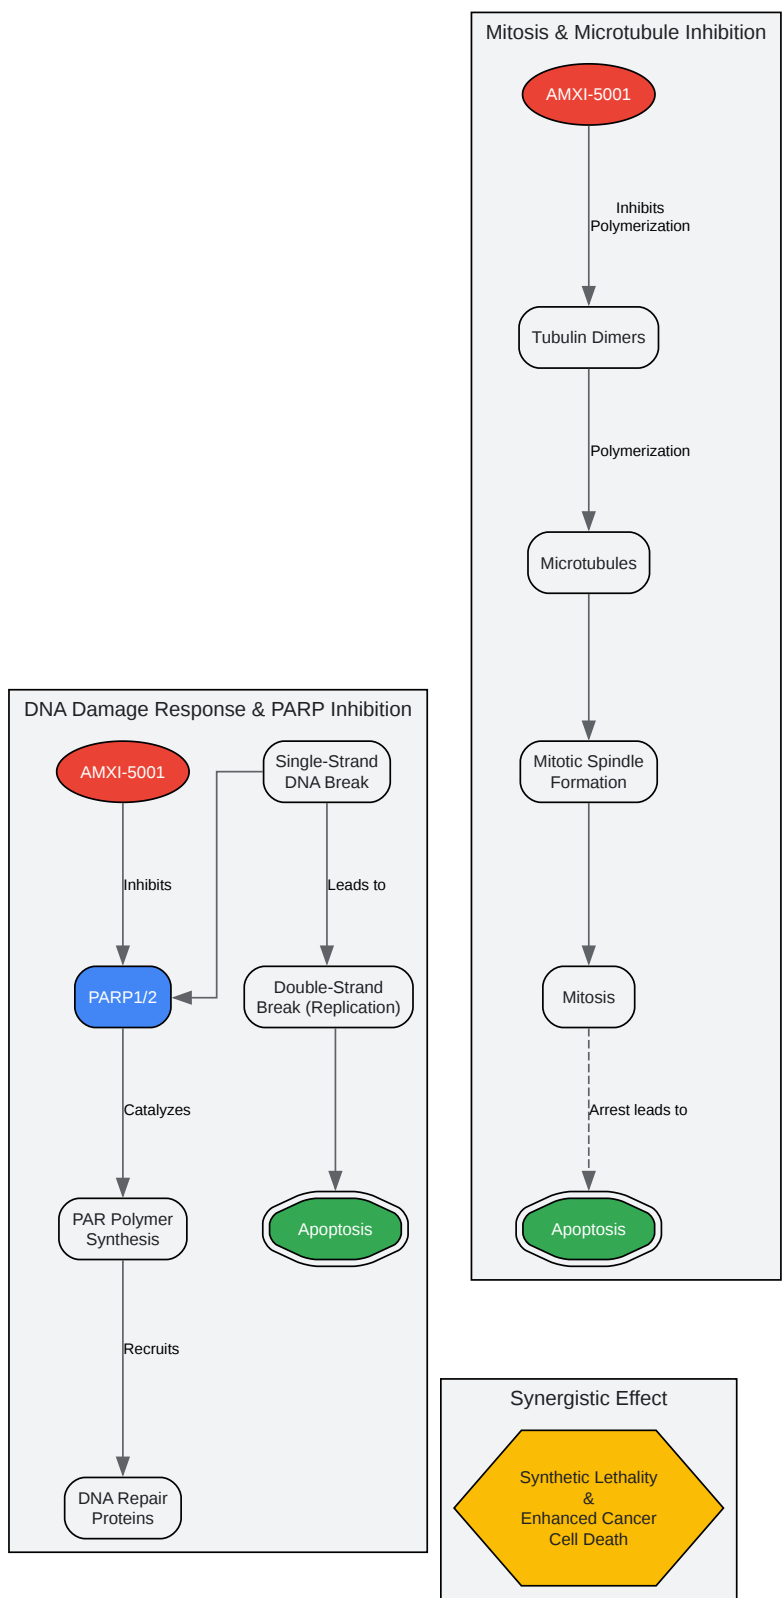 Mitosis & Microtubule Inhibition
AMXI-5001
Inhibits
Polymerization
Tubulin Dimers
Polymerization
Microtubules
Mitotic Spindle
Formation
Mitosis
Arrest leads to
Apoptosis
DNA Damage Response & PARP Inhibition
AMXI-5001
Inhibits
PARP1/2
Catalyzes
PAR Polymer
Synthesis
Recruits
DNA Repair
Proteins
Single-Strand
DNA Break
Leads to
Double-Strand
Break (Replication)
Apoptosis
Synergistic Effect
Synthetic Lethality
&
Enhanced Cancer
Cell Death